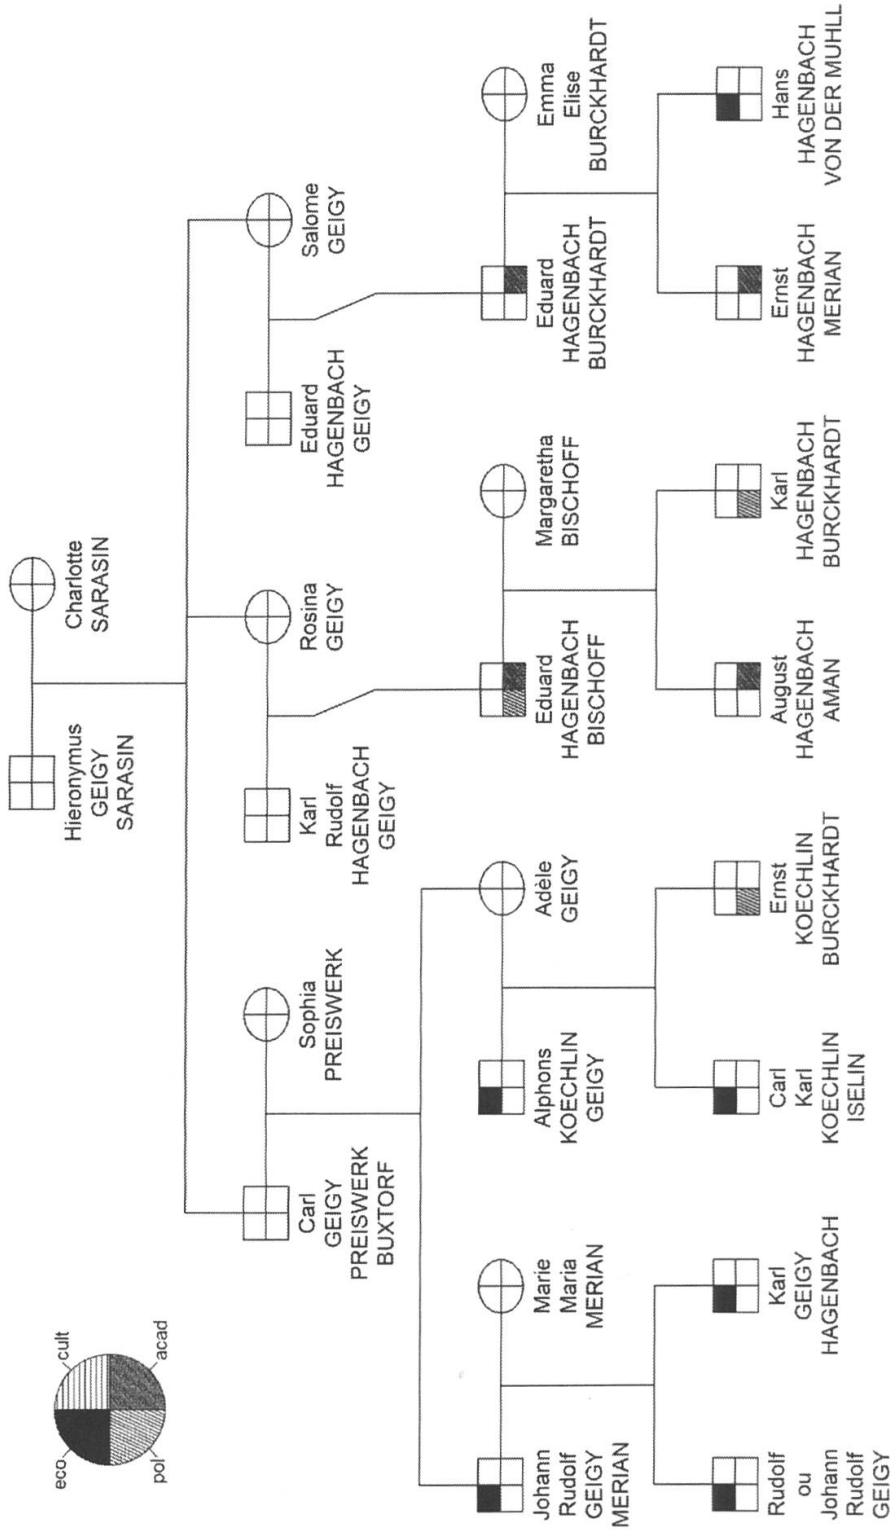 eco
cult
pol
acad
Hieronymus
GEIGY
SARASIN
Charlotte
SARASIN
Carl
GEIGY
PREISWERK
BUXTORF
Sophia
PREISWERK
Karl
Rudolf
HAGENBACH
GEIGY
Rosina
GEIGY
Eduard
HAGENBACH
GEIGY
Salome
GEIGY
Johann
Rudolf
GEIGY
MERIAN
Marie
Maria
MERIAN
Alphons
KOECHLIN
GEIGY
Adèle
GEIGY
Eduard
HAGENBACH
BISCHOFF
Margaretha
BISCHOFF
Eduard
HAGENBACH
BURCKHARDT
Emma
Elise
BURCKHARDT
Rudolf
ou
Johann
Rudolf
GEIGY
Karl
GEIGY
HAGENBACH
Carl
Karl
KOECHLIN
ISELIN
Ernst
KOECHLIN
BURCKHARDT
August
HAGENBACH
AMAN
Karl
HAGENBACH
BURCKHARDT
Ernst
HAGENBACH
MERIAN
Hans
HAGENBACH
VON DER MUHLL